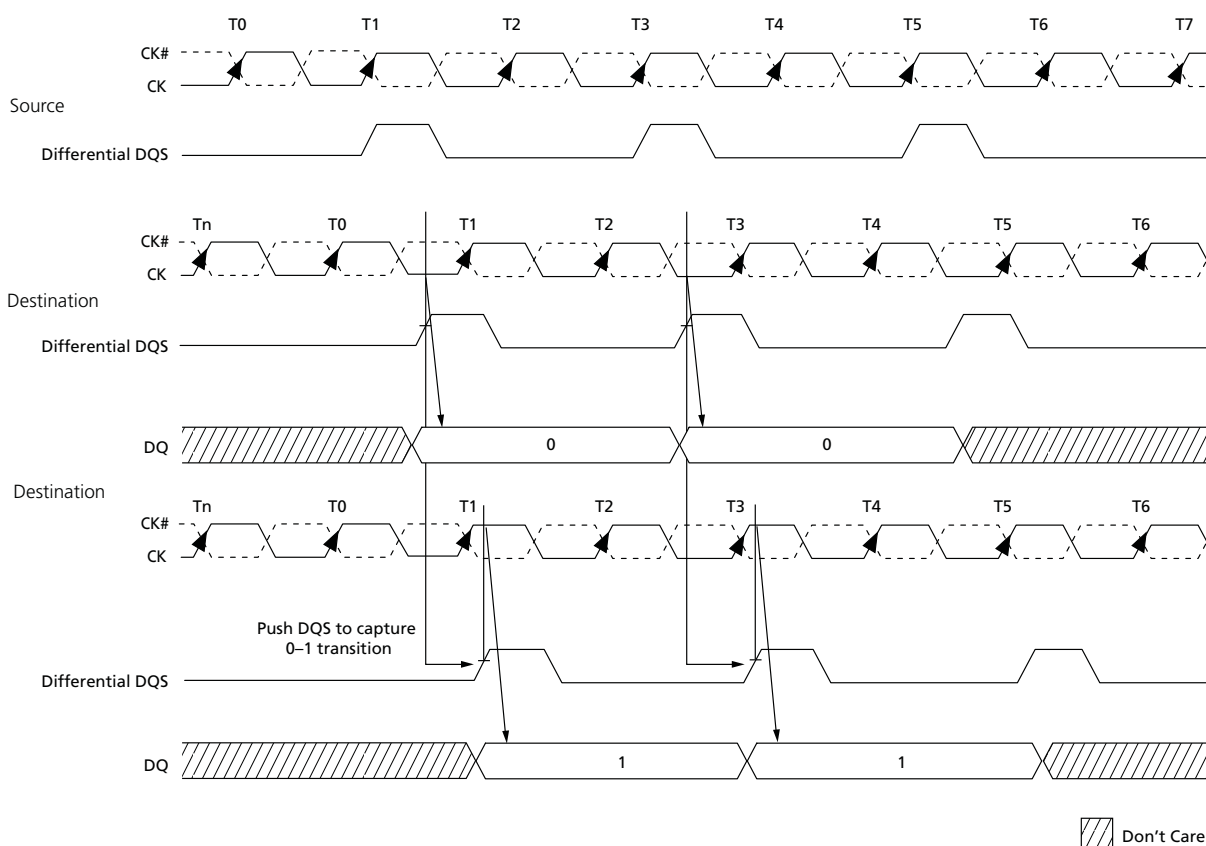 T0 T1 T2 T3 T4 T5 T6 T7
CK#
CK
Source
Differential DQS
Tn T0 T1 T2 T3 T4 T5 T6
CK#
CK
Destination
Differential DQS
DQ 0 0
Destination
Tn T0 T1 T2 T3 T4 T5 T6
CK#
CK
Push DQS to capture
0–1 transition
Differential DQS
DQ 1 1
Don't Care